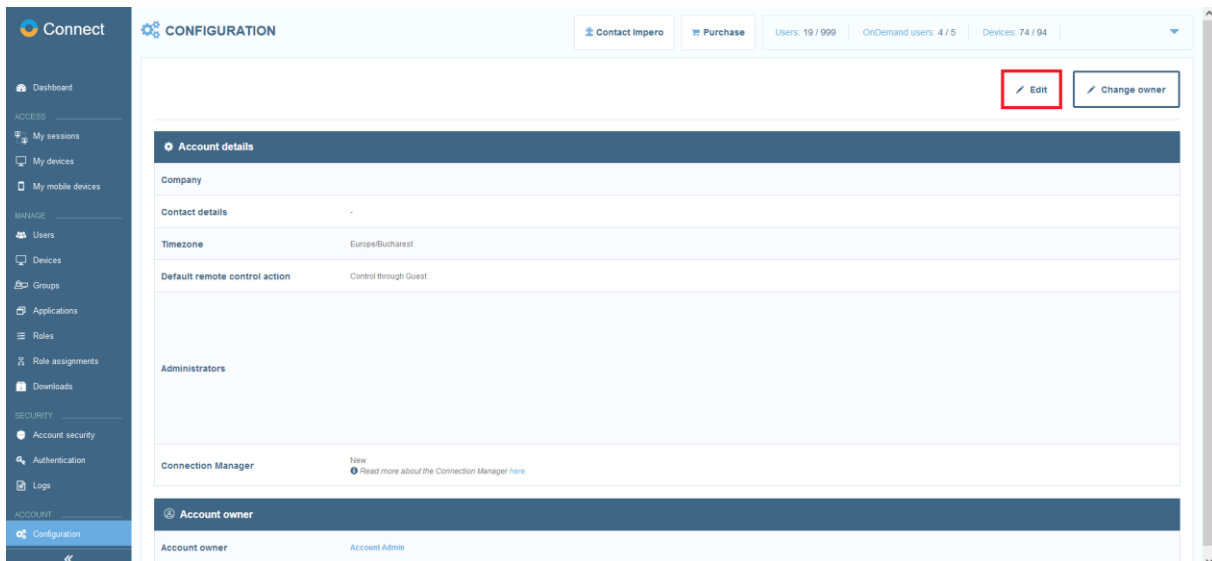 Connect
CONFIGURATION
Contact Impero
Purchase
Users: 19 / 999
OnDemand users: 4 / 5
Devices: 74 / 94
Dashboard
ACCESS
My sessions
My devices
My mobile devices
MANAGE
Users
Devices
Groups
Applications
Roles
Role assignments
Downloads
SECURITY
Account security
Authentication
Logs
ACCOUNT
Configuration
Edit
Change owner
Account details
Company
Contact details -
Timezone Europe/Bucharest
Default remote control action Control through Guest
Administrators
Connection Manager New
Read more about the Connection Manager here.
Account owner
Account owner Account Admin